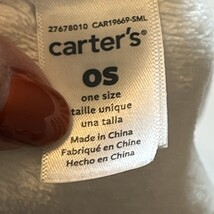 27678010 CAR19669-SML
carter's®
OS
one size
taille unique
una talla
Made in China
Fabriqué en Chine
Hecho en China